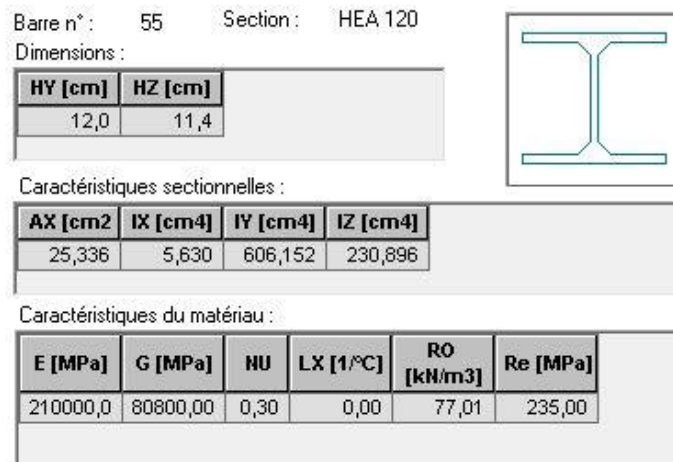 Barre n° : 55 Section : HEA 120
Dimensions :
HY [cm] HZ [cm]
12,0 11,4
Caractéristiques sectionnelles :
AX [cm2 IX [cm4] IY [cm4] IZ [cm4]
25,336 5,630 606,152 230,896
Caractéristiques du matériau :
E [MPa] G [MPa] NU LX [1/°C] RO [kN/m3] Re [MPa]
210000,0 80800,00 0,30 0,00 77,01 235,00